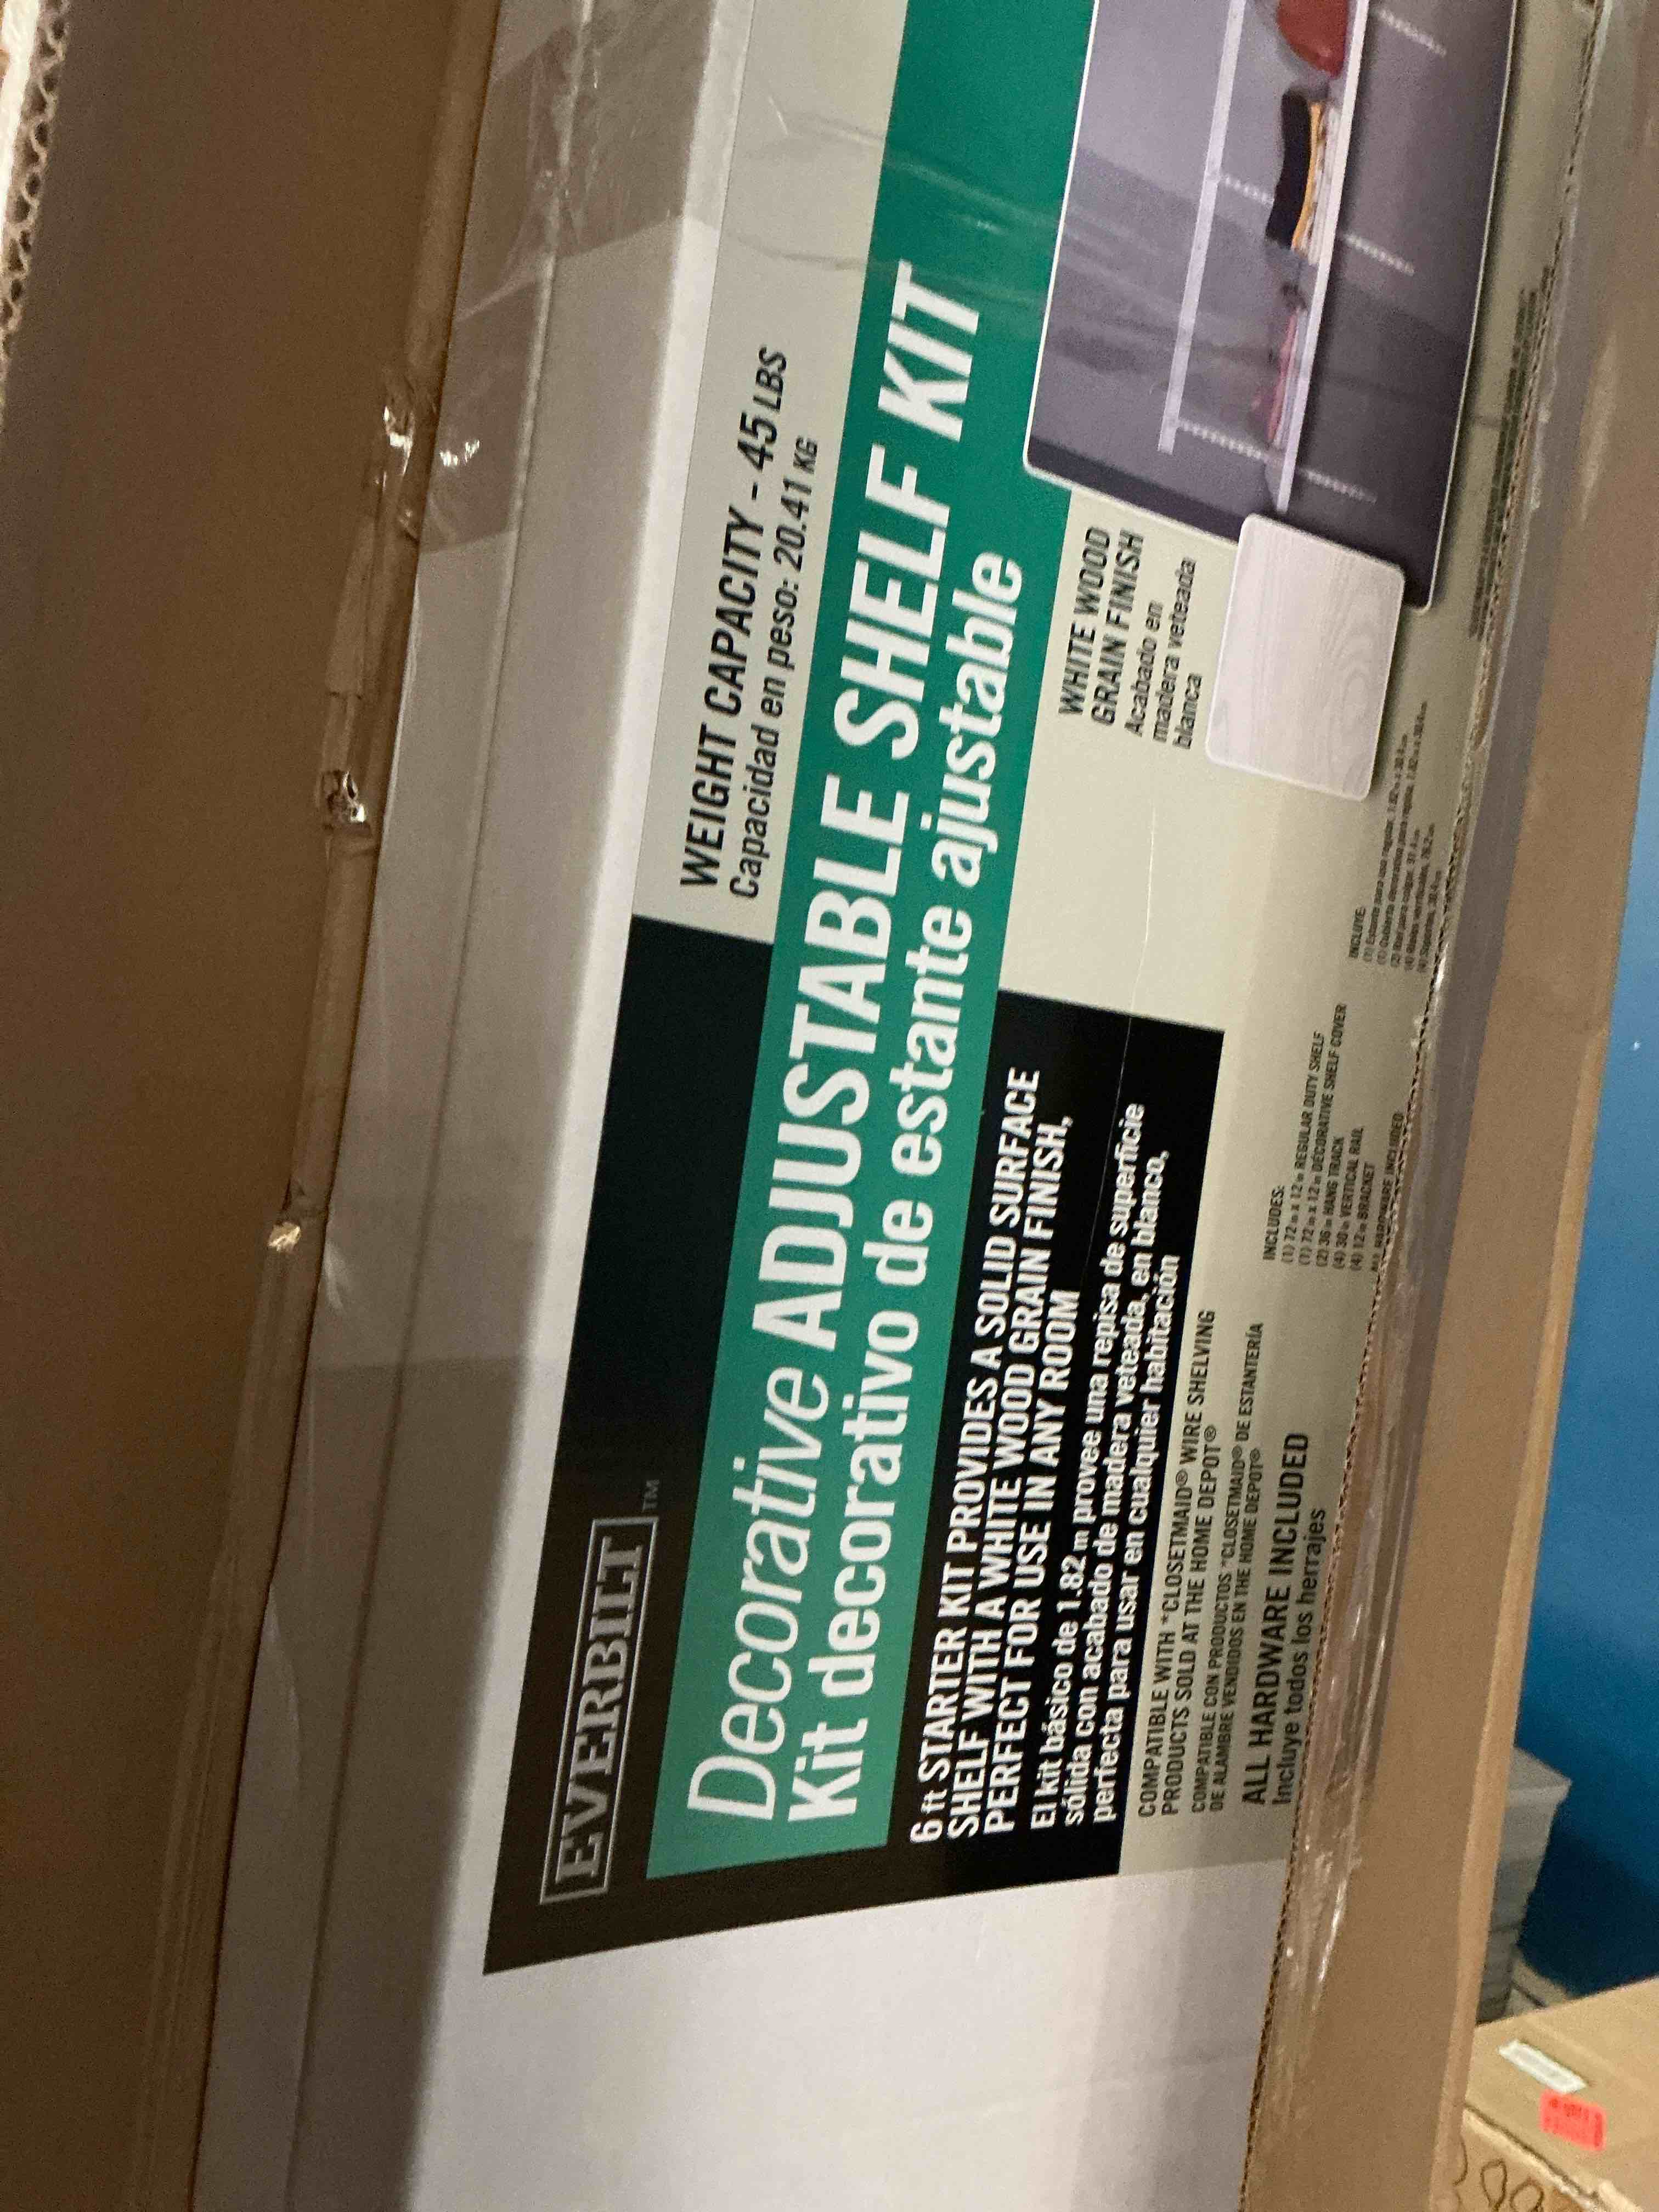 EVERBILT™
WEIGHT CAPACITY - 45 LBS
Capacidad en peso: 20.41 KG
Decorative ADJUSTABLE SHELF KIT
Kit decorativo de estante ajustable
6 ft STARTER KIT PROVIDES A SOLID SURFACE
SHELF WITH A WHITE WOOD GRAIN FINISH,
PERFECT FOR USE IN ANY ROOM
El kit básico de 1.82 m provee una repisa de superficie
sólida con acabado de madera veteada, en blanco,
perfecta para usar en cualquier habitación
WHITE WOOD
GRAIN FINISH
Acabado en
madera veteada
blanca
COMPATIBLE WITH *CLOSETMAID® WIRE SHELVING
PRODUCTS SOLD AT THE HOME DEPOT®
COMPATIBLE CON PRODUCTOS *CLOSETMAID® DE ESTANTERÍA
DE ALAMBRE VENDIDOS EN THE HOME DEPOT®
ALL HARDWARE INCLUDED
Incluye todos los herrajes
INCLUDES:
(1) 72 in x 12 in REGULAR DUTY SHELF
(1) 72 in x 12 in DECORATIVE SHELF COVER
(2) 36 in HANG TRACK
(4) 30 in VERTICAL RAIL
(4) 12 in BRACKET
ALL HARDWARE INCLUDED
INCLUYE: